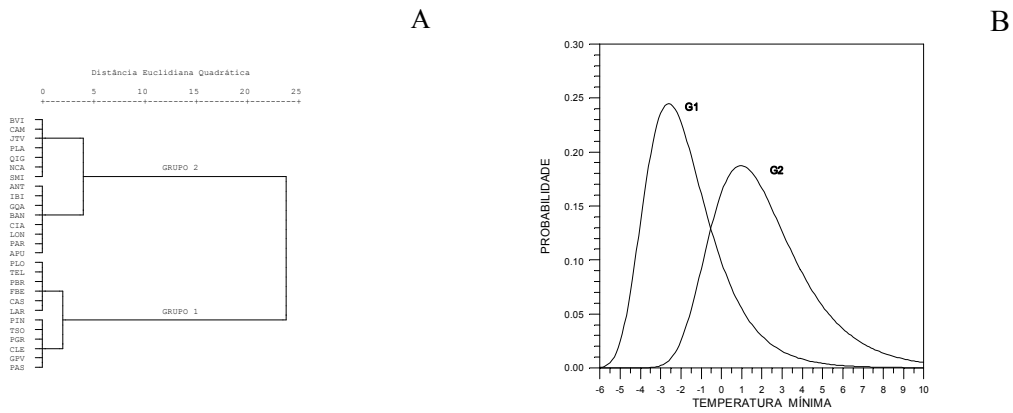 A
Distância Euclidiana Quadrática
0 5 10 15 20 25
BVI
CAM
JTV
PLA
QIG
NCA
GRUPO 2
SMI
ANT
IBI
GQA
BAN
CIA
LON
PAR
APU
PLO
TEL
PBR
FBE
CAS
LAR
GRUPO 1
PIN
TSO
PGR
CLE
GPV
PAS
B
0.30
0.25
0.20
0.15
0.10
0.05
0.00
PROBABILIDADE
G1
G2
-6 -5 -4 -3 -2 -1 0 1 2 3 4 5 6 7 8 9 10
TEMPERATURA MÍNIMA